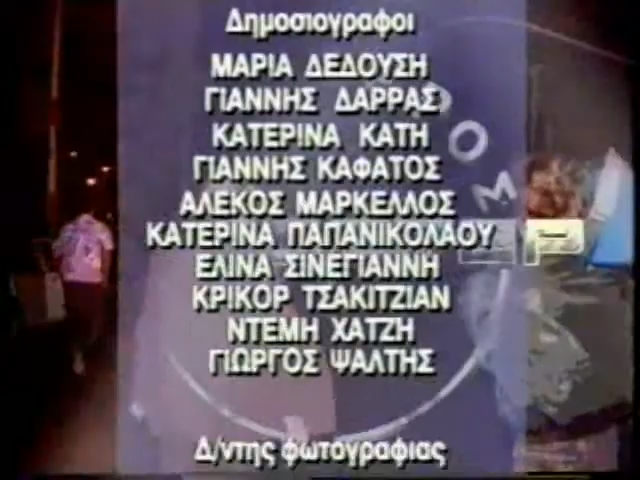 Δημοσιογραφοι
ΜΑΡΙΑ ΔΕΔΟΥΣΗ
ΓΙΑΝΝΗΣ ΔΑΡΡΑΣ
ΚΑΤΕΡΙΝΑ ΚΑΤΗ
ΓΙΑΝΝΗΣ ΚΑΦΑΤΟΣ
ΑΛΕΚΟΣ ΜΑΡΚΕΛΛΟΣ
ΚΑΤΕΡΙΝΑ ΠΑΠΑΝΙΚΟΛΑΟΥ
ΕΛΙΝΑ ΣΙΝΕΓΙΑΝΝΗ
ΚΡΙΚΟΡ ΤΣΑΚΙΤΖΙΑΝ
ΝΤΕΜΗ ΧΑΤΖΗ
ΓΙΩΡΓΟΣ ΨΑΛΤΗΣ
Δ/ντης φωτογραφιας